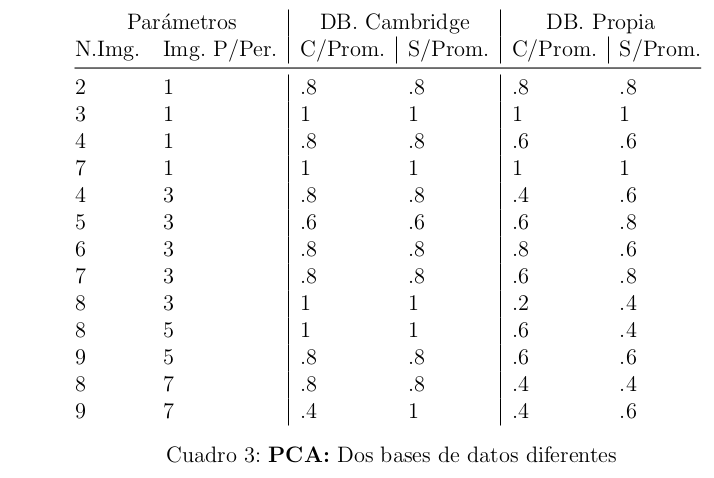 Parámetros DB. Cambridge DB. Propia
N.Img. Img. P/Per. C/Prom. S/Prom. C/Prom. S/Prom.
2 1 .8 .8 .8 .8
3 1 1 1 1 1
4 1 .8 .8 .6 .6
7 1 1 1 1 1
4 3 .8 .8 .4 .6
5 3 .6 .6 .6 .8
6 3 .8 .8 .8 .6
7 3 .8 .8 .6 .8
8 3 1 1 .2 .4
8 5 1 1 .6 .4
9 5 .8 .8 .6 .6
8 7 .8 .8 .4 .4
9 7 .4 1 .4 .6
Cuadro 3: PCA: Dos bases de datos diferentes